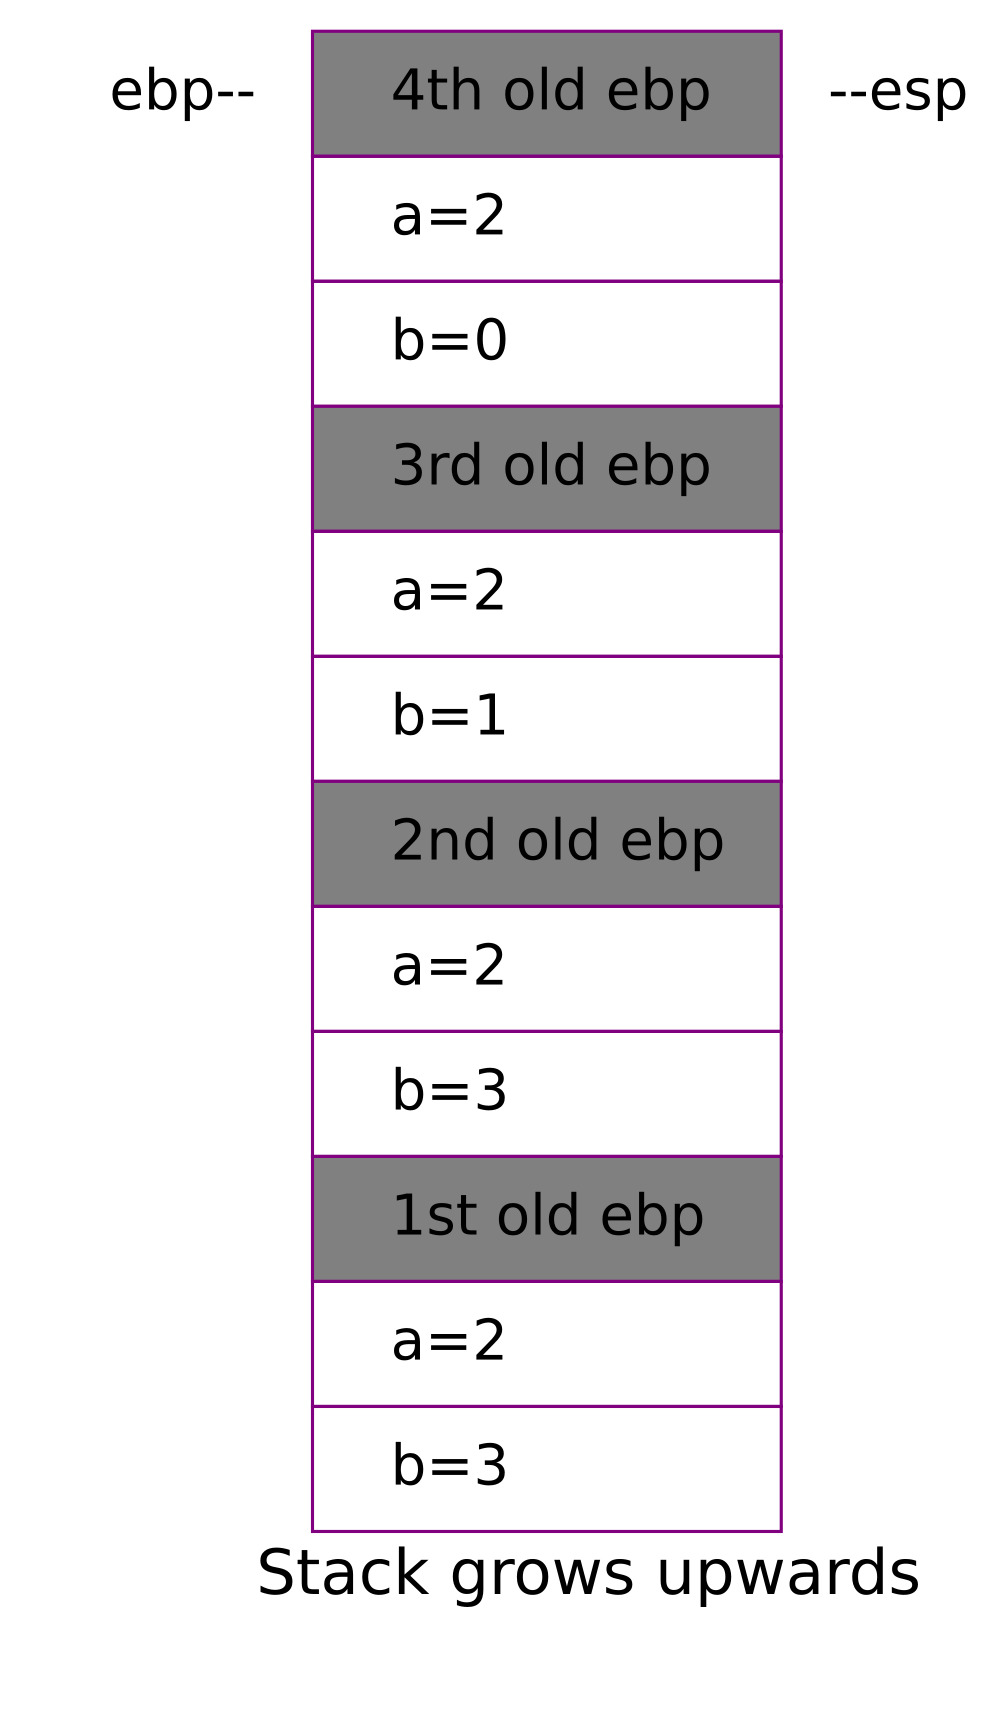 ebp-- 4th old ebp --esp
a=2
b=0
3rd old ebp
a=2
b=1
2nd old ebp
a=2
b=3
1st old ebp
a=2
b=3
Stack grows upwards